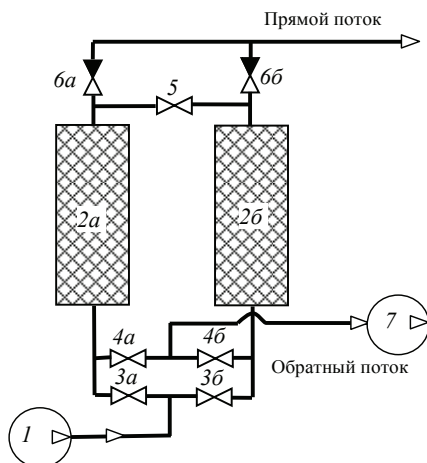 Прямой поток
6а
5
6б
2а
2б
4а
4б
7
3а
3б
Обратный поток
1